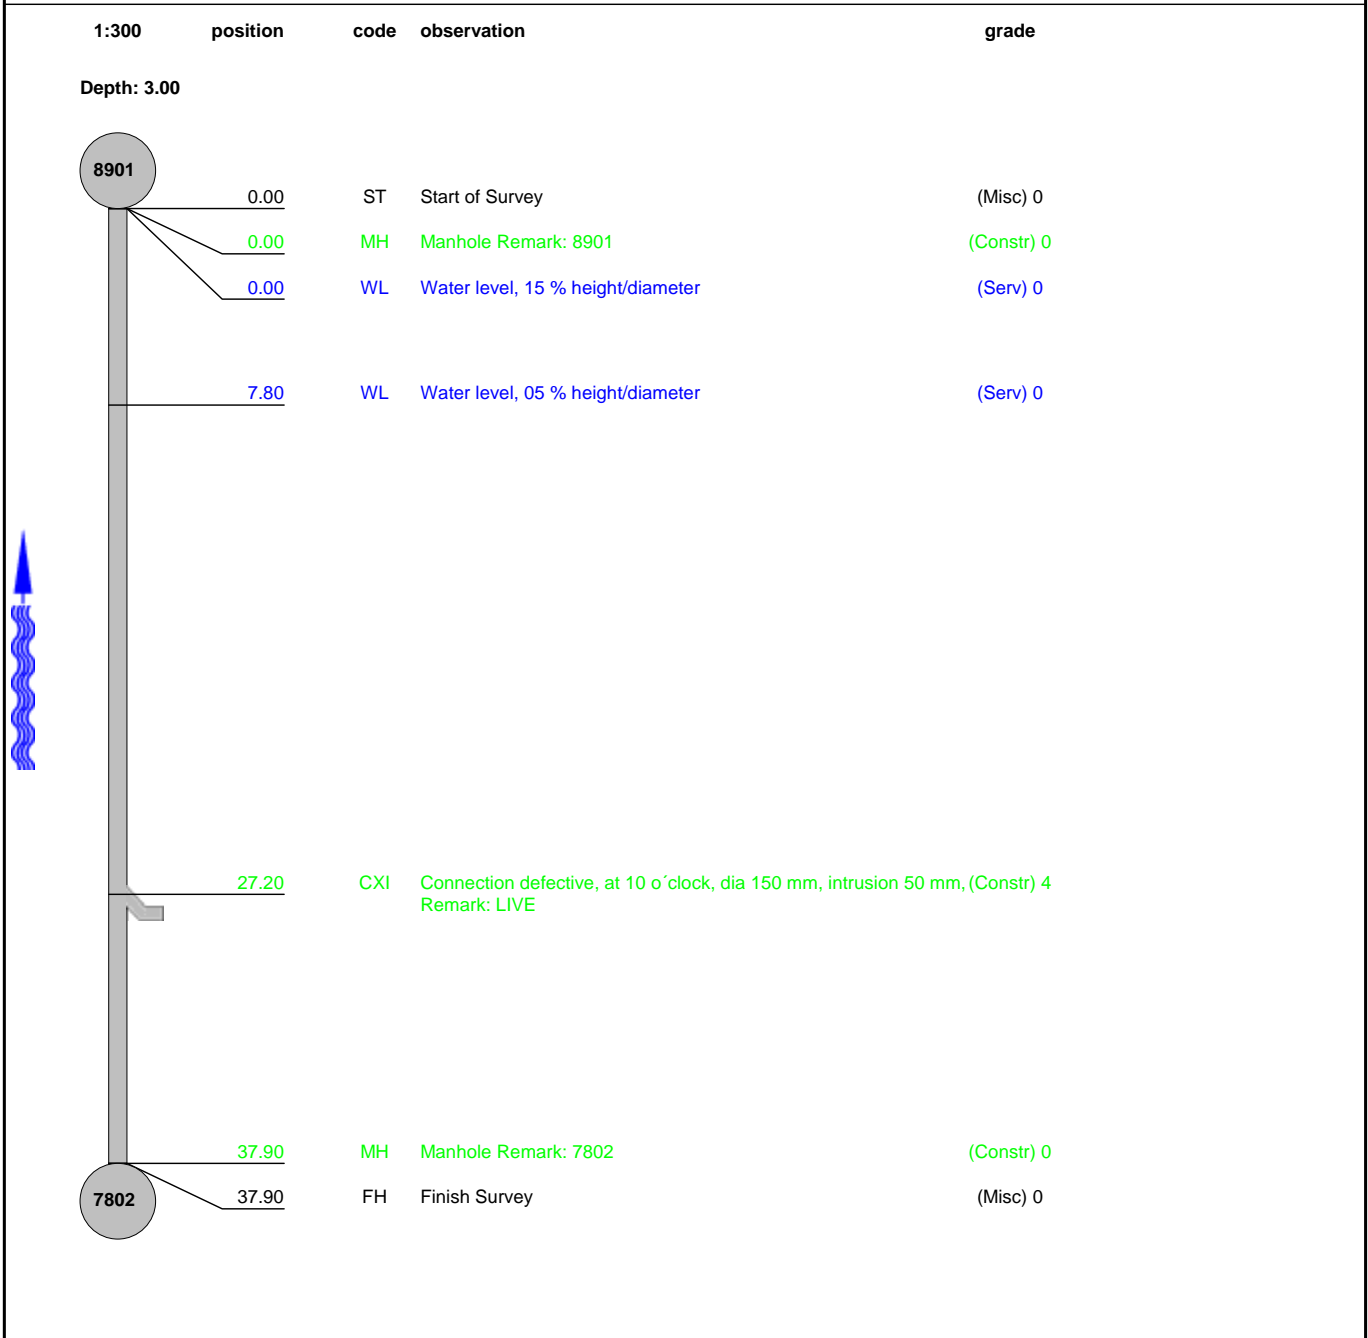 1:300 position code observation grade
Depth: 3.00
8901
0.00 ST Start of Survey (Misc) 0
0.00 MH Manhole Remark: 8901 (Constr) 0
0.00 WL Water level, 15 % height/diameter (Serv) 0
7.80 WL Water level, 05 % height/diameter (Serv) 0
27.20 CXI Connection defective, at 10 o´clock, dia 150 mm, intrusion 50 mm, (Constr) 4
Remark: LIVE
37.90 MH Manhole Remark: 7802 (Constr) 0
7802 37.90 FH Finish Survey (Misc) 0